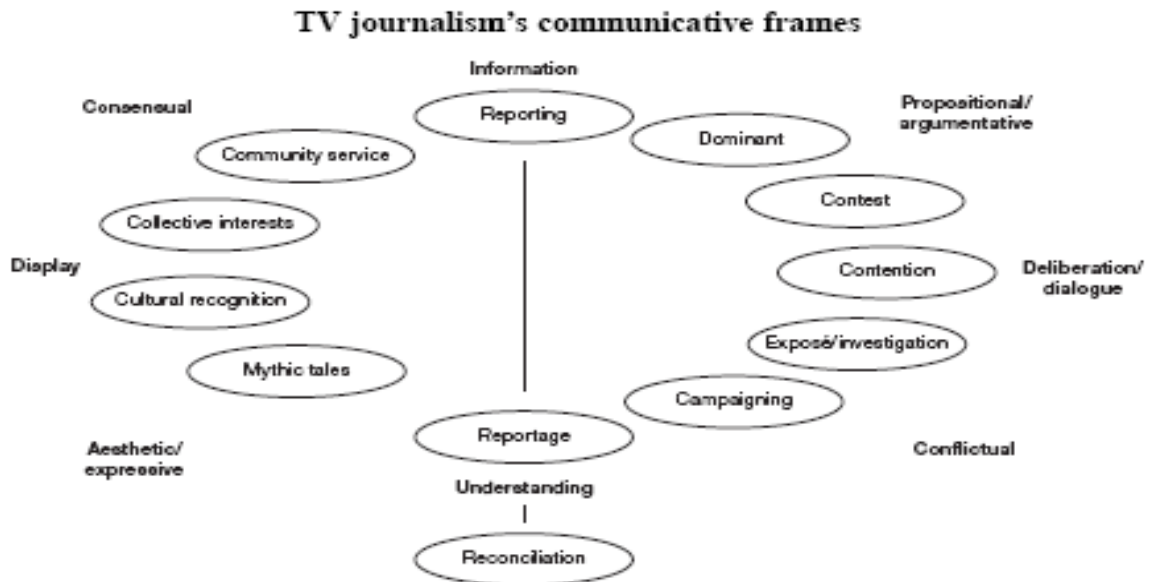 TV journalism's communicative frames
Information
Consensual
Reporting
Propositional/
argumentative
Dominant
Community service
Contest
Collective interests
Display
Contention
Deliberation/
dialogue
Cultural recognition
Exposé/investigation
Mythic tales
Campaigning
Reportage
Aesthetic/
expressive
Conflictual
Understanding
Reconciliation